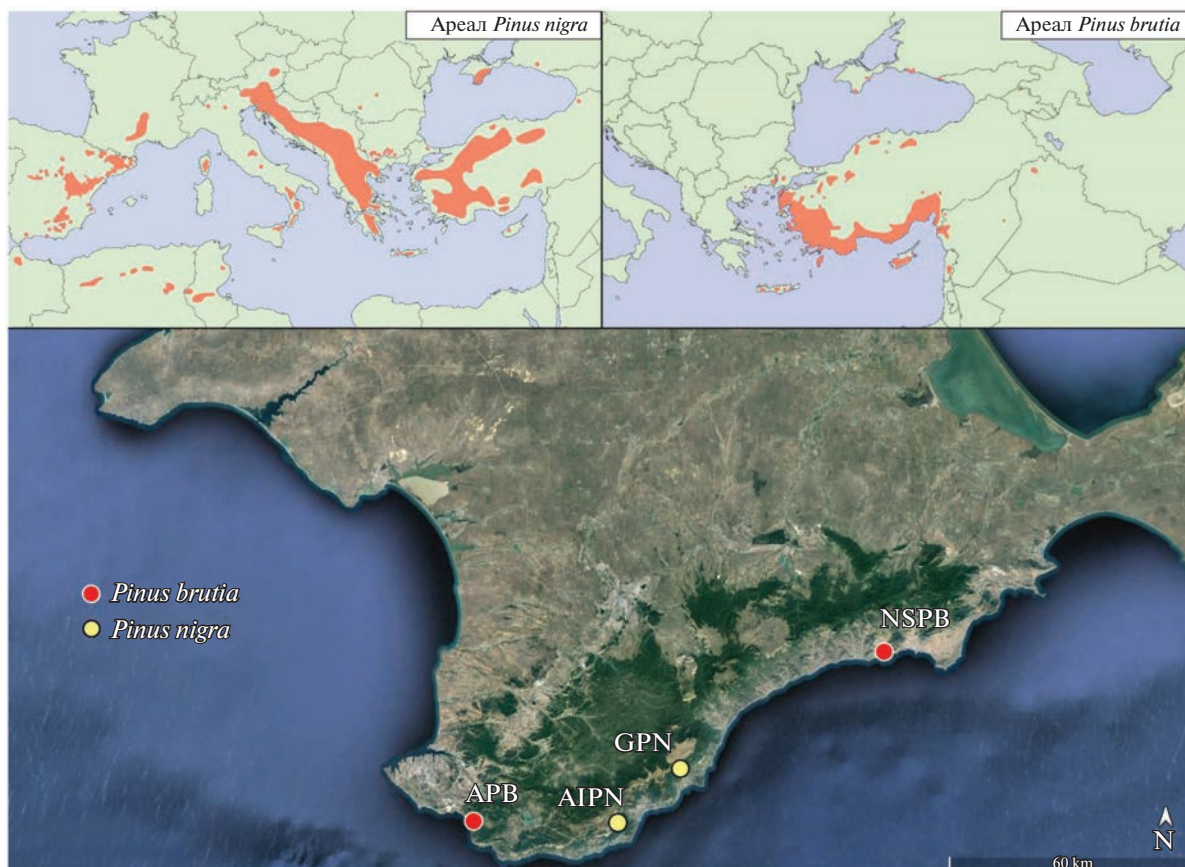 Ареал Pinus nigra
Ареал Pinus brutia
Pinus brutia
Pinus nigra
NSPB
GPN
APB
AIPN
N
60 km